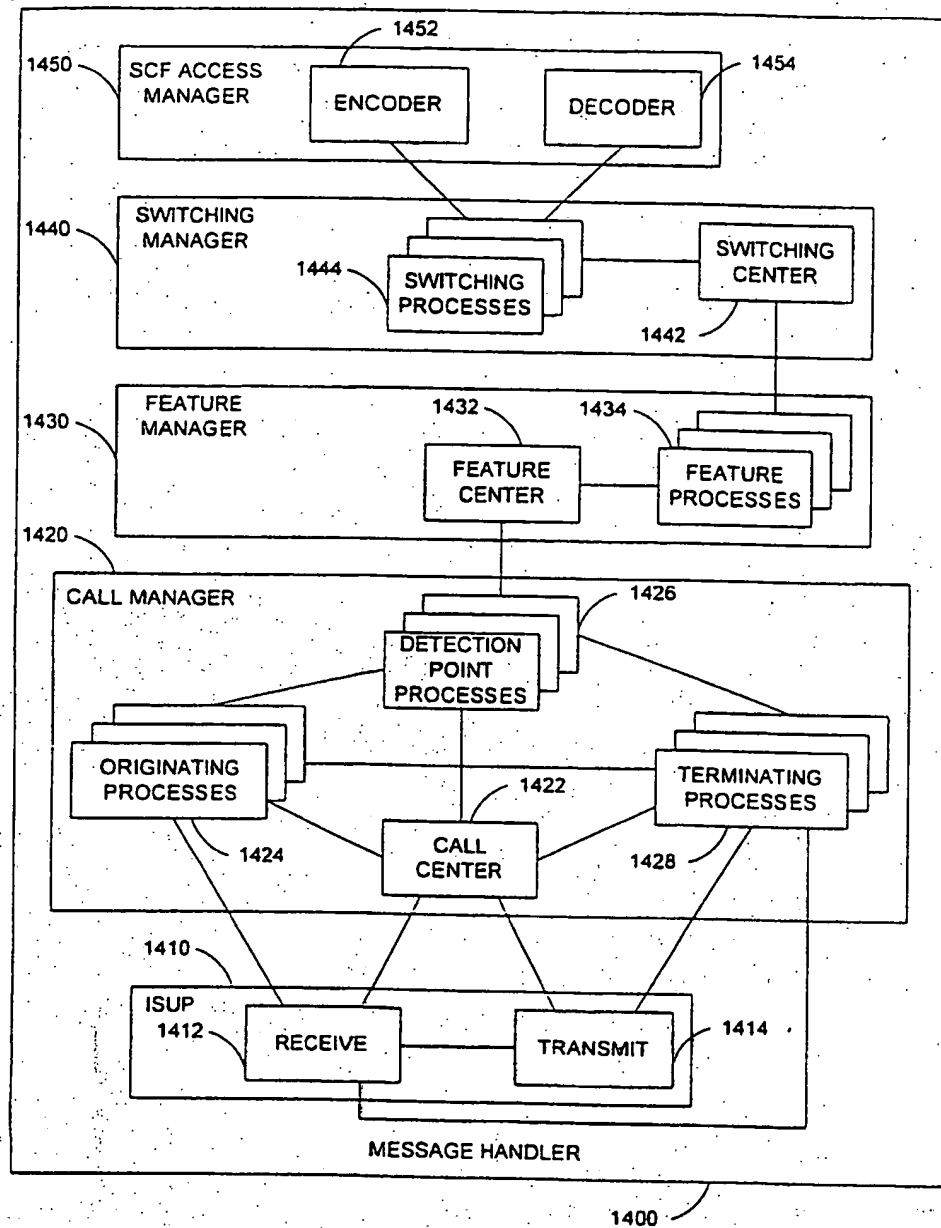 1452
1450
SCF ACCESS
MANAGER
1454
ENCODER
DECODER
1440
SWITCHING
MANAGER
1444
SWITCHING
PROCESSES
SWITCHING
CENTER
1442
1430
FEATURE
MANAGER
1432
1434
FEATURE
CENTER
FEATURE
PROCESSES
1420
CALL MANAGER
1426
DETECTION
POINT
PROCESSES
ORIGINATING
PROCESSES
1422
TERMINATING
PROCESSES
1424
CALL
CENTER
1428
1410
ISUP
1412
RECEIVE
TRANSMIT
1414
MESSAGE HANDLER
1400